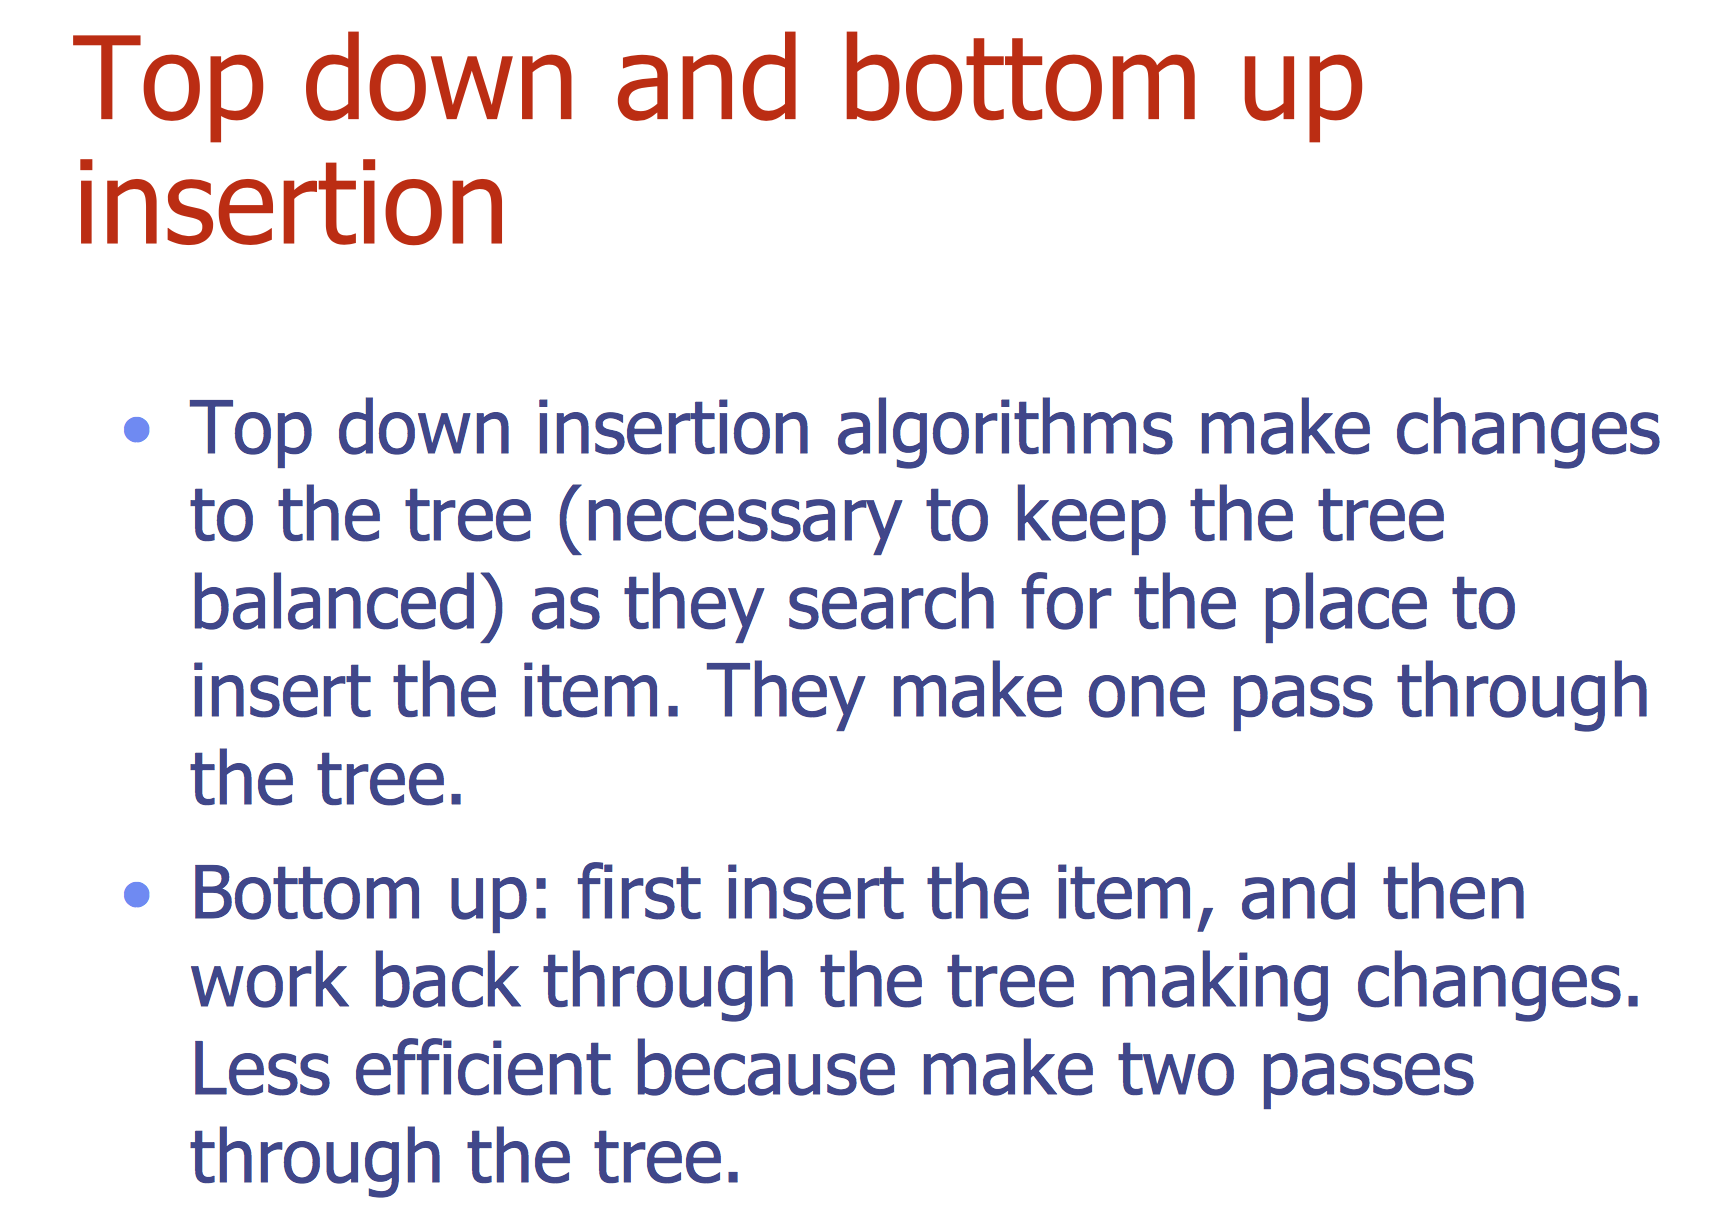 Top down and bottom up
insertion
• Top down insertion algorithms make changes
to the tree (necessary to keep the tree
balanced) as they search for the place to
insert the item. They make one pass through
the tree.
• Bottom up: first insert the item, and then
work back through the tree making changes.
Less efficient because make two passes
through the tree.